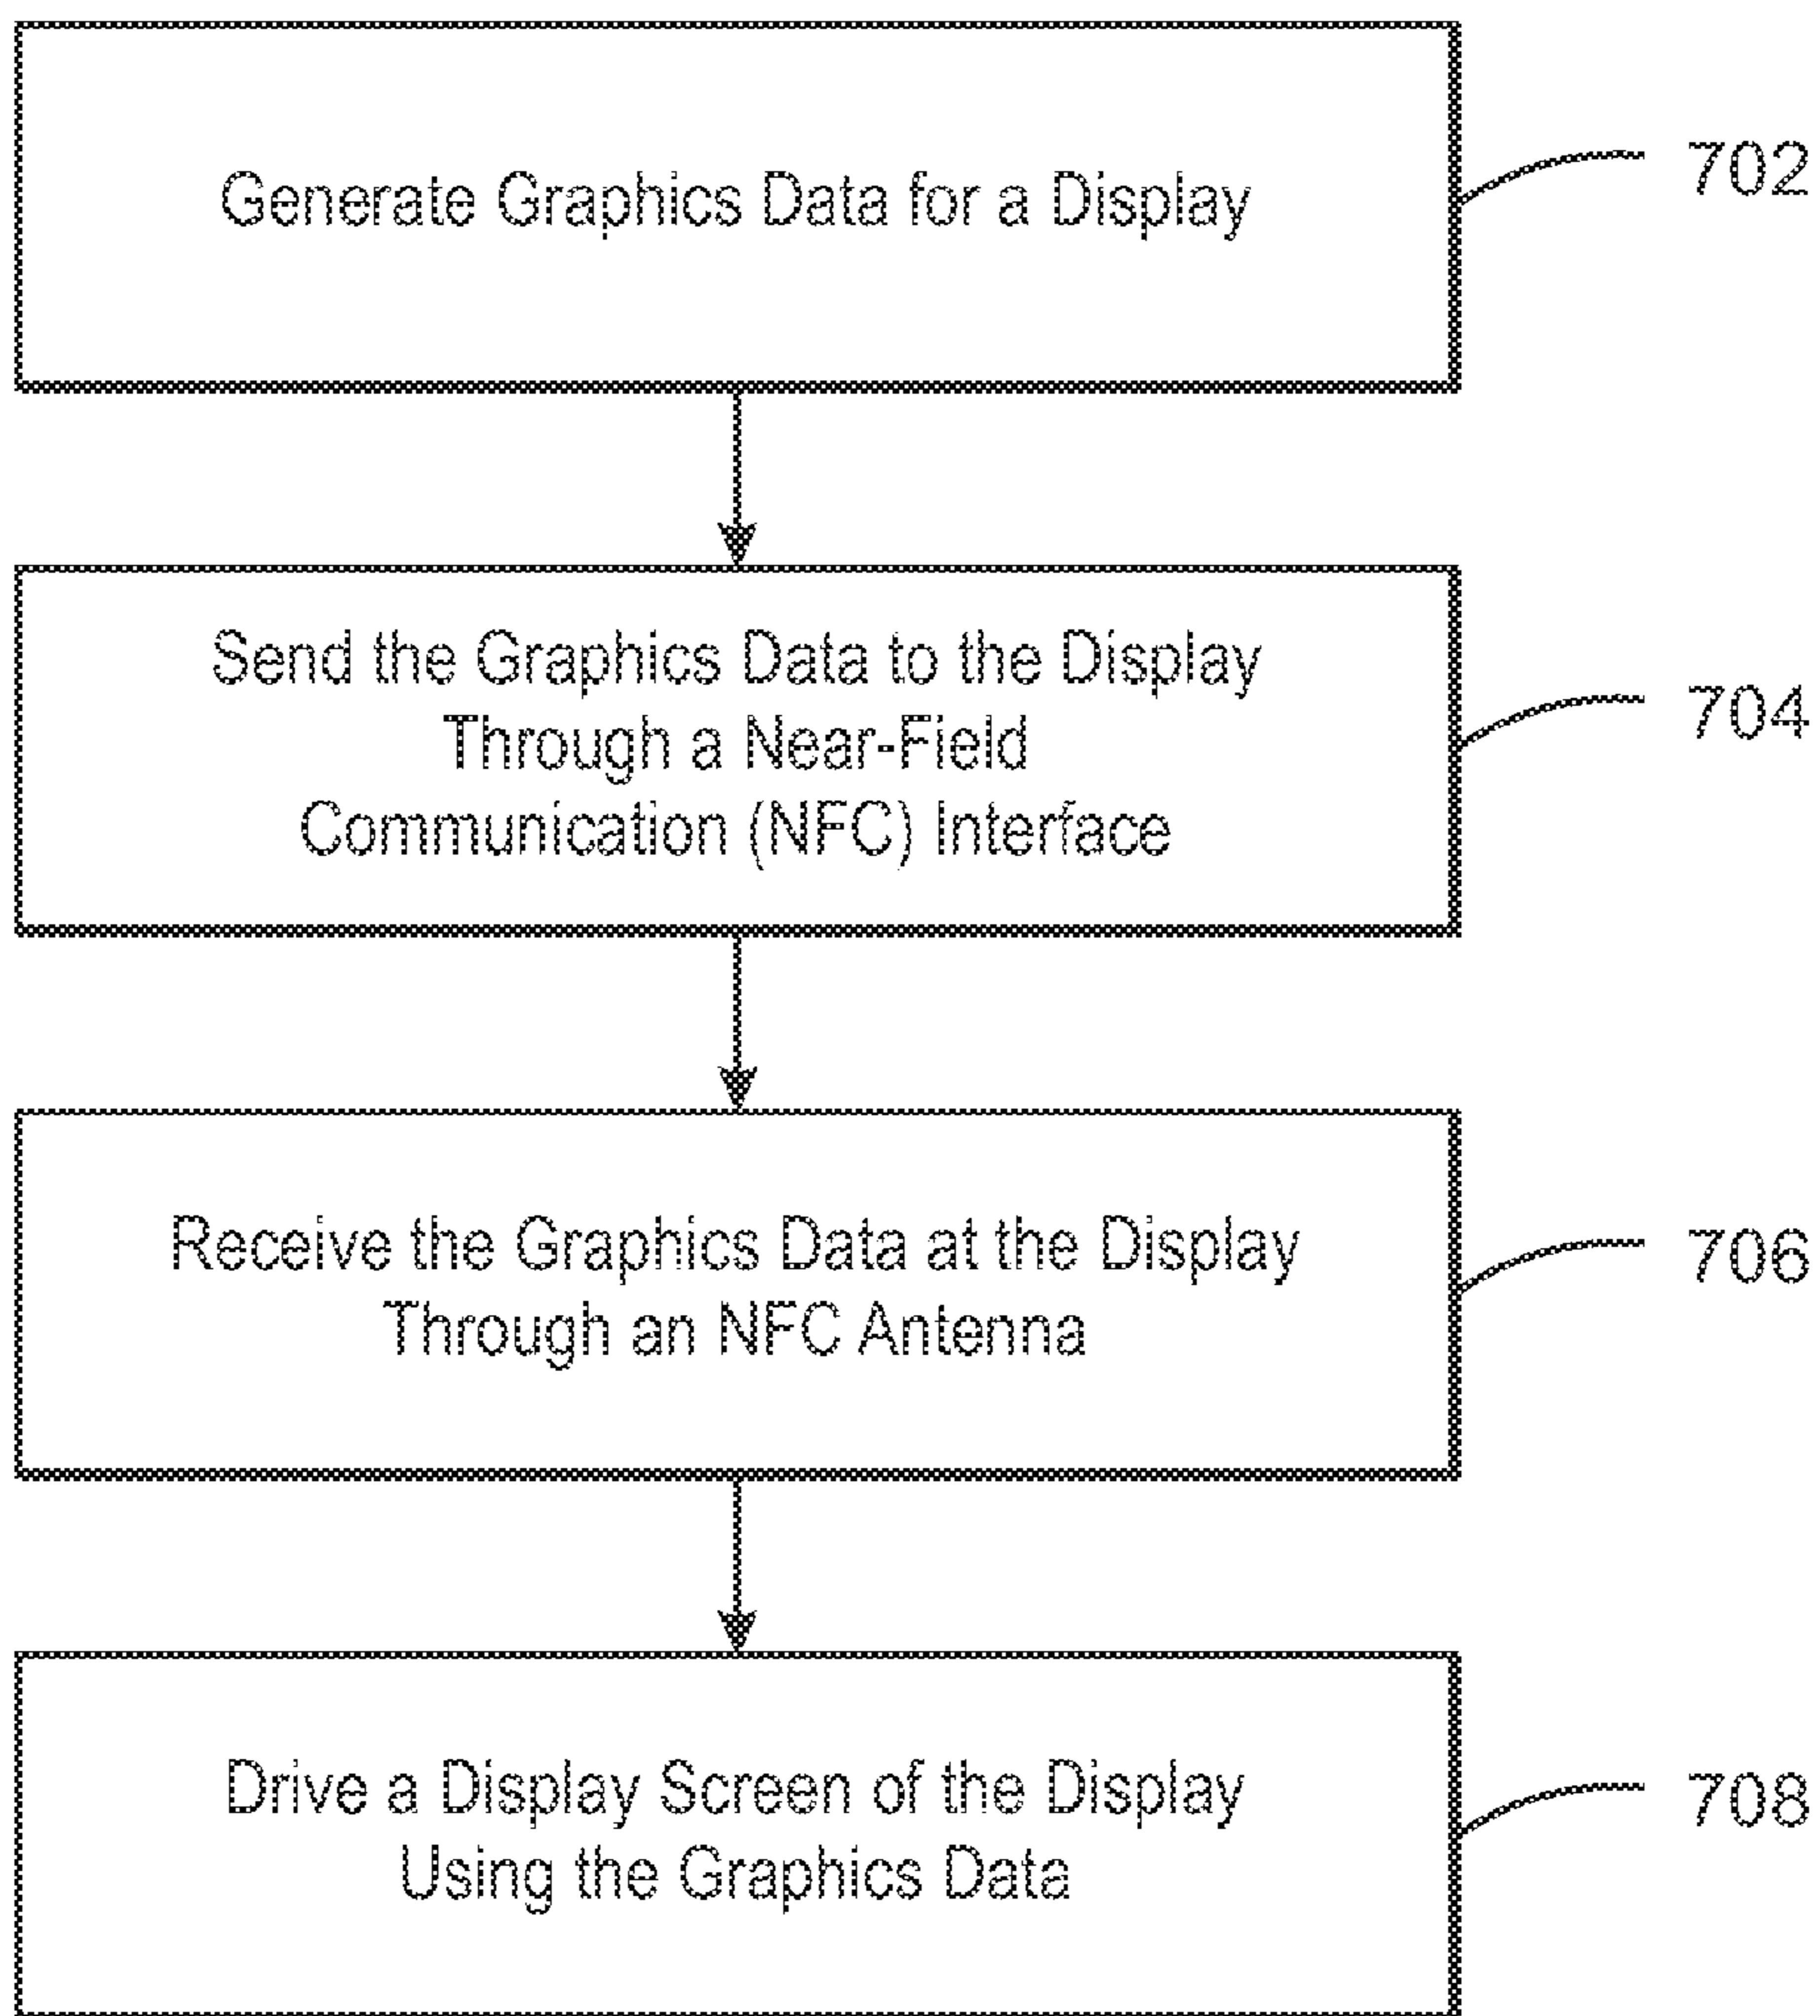 Generate Graphics Data for a Display
702
Send the Graphics Data to the Display
Through a Near-Field
Communication (NFC) Interface
704
Receive the Graphics Data at the Display
Through an NFC Antenna
706
Drive a Display Screen of the Display
Using the Graphics Data
708